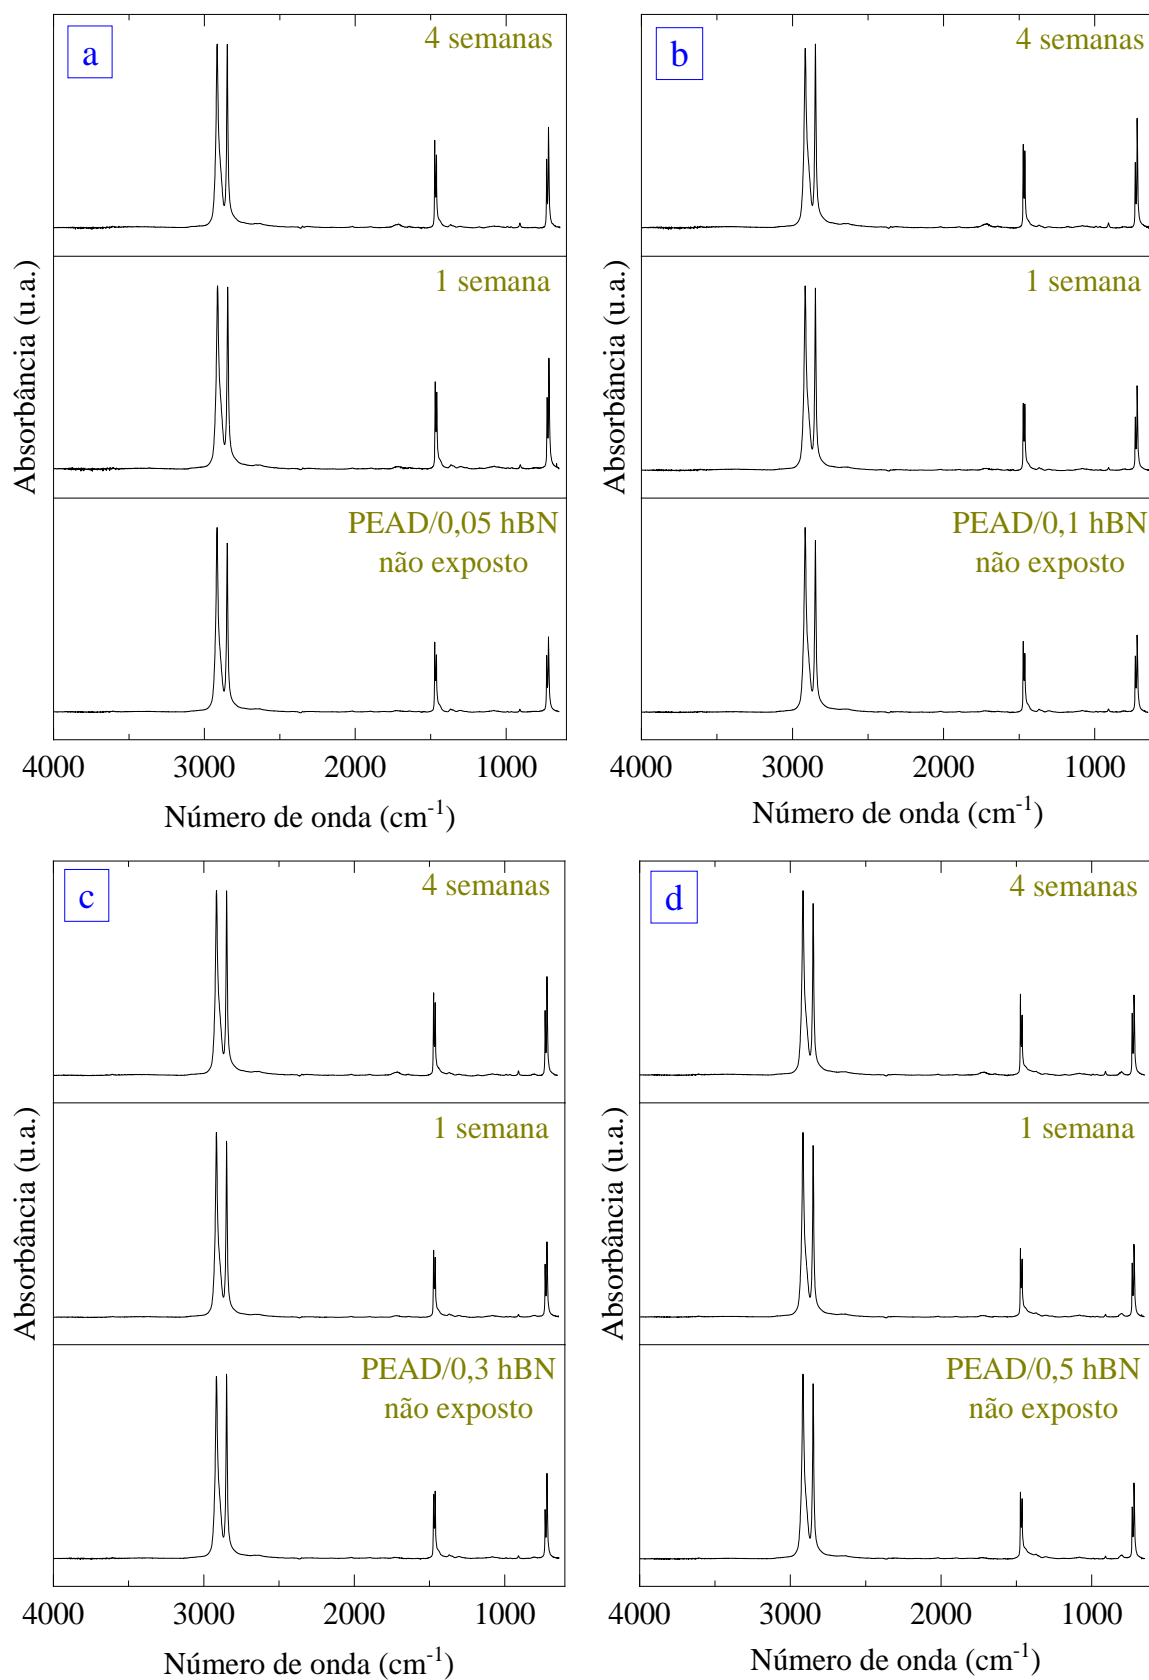 a
4 semanas
1 semana
PEAD/0,05 hBN
não exposto
Absorbância (u.a.)
4000 3000 2000 1000
Número de onda (cm⁻¹)
b
4 semanas
1 semana
PEAD/0,1 hBN
não exposto
Absorbância (u.a.)
4000 3000 2000 1000
Número de onda (cm⁻¹)
c
4 semanas
1 semana
PEAD/0,3 hBN
não exposto
Absorbância (u.a.)
4000 3000 2000 1000
Número de onda (cm⁻¹)
d
4 semanas
1 semana
PEAD/0,5 hBN
não exposto
Absorbância (u.a.)
4000 3000 2000 1000
Número de onda (cm⁻¹)